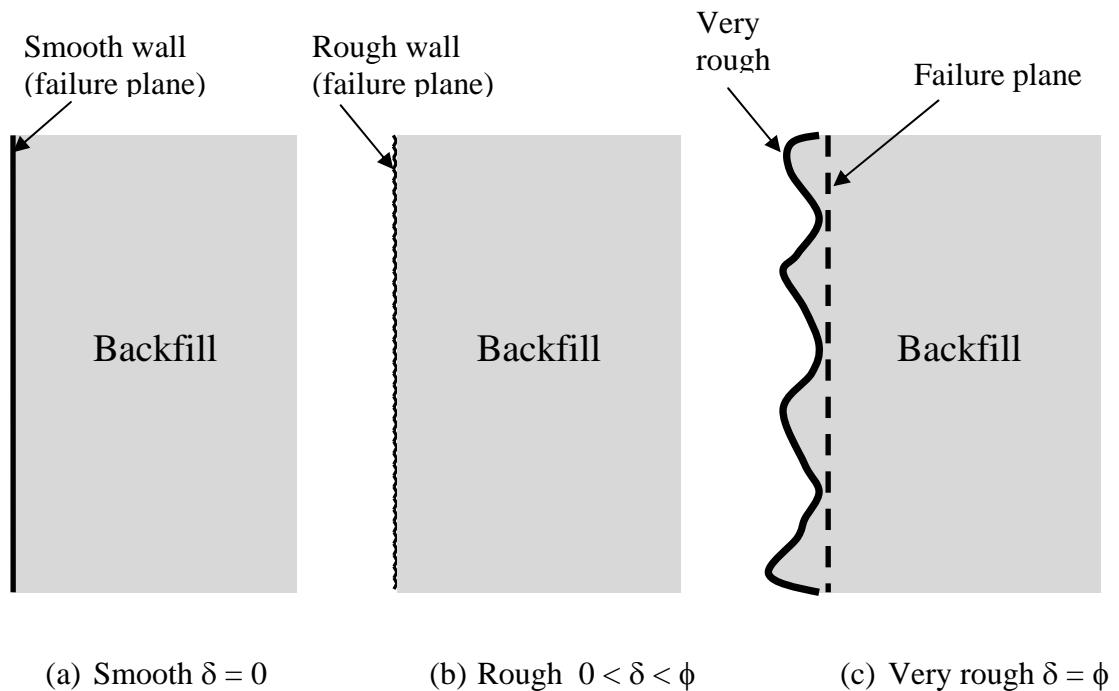 Smooth wall
(failure plane)
Rough wall
(failure plane)
Very
rough
Failure plane
Backfill
Backfill
Backfill
(a) Smooth δ = 0
(b) Rough 0 < δ < ϕ
(c) Very rough δ = ϕ